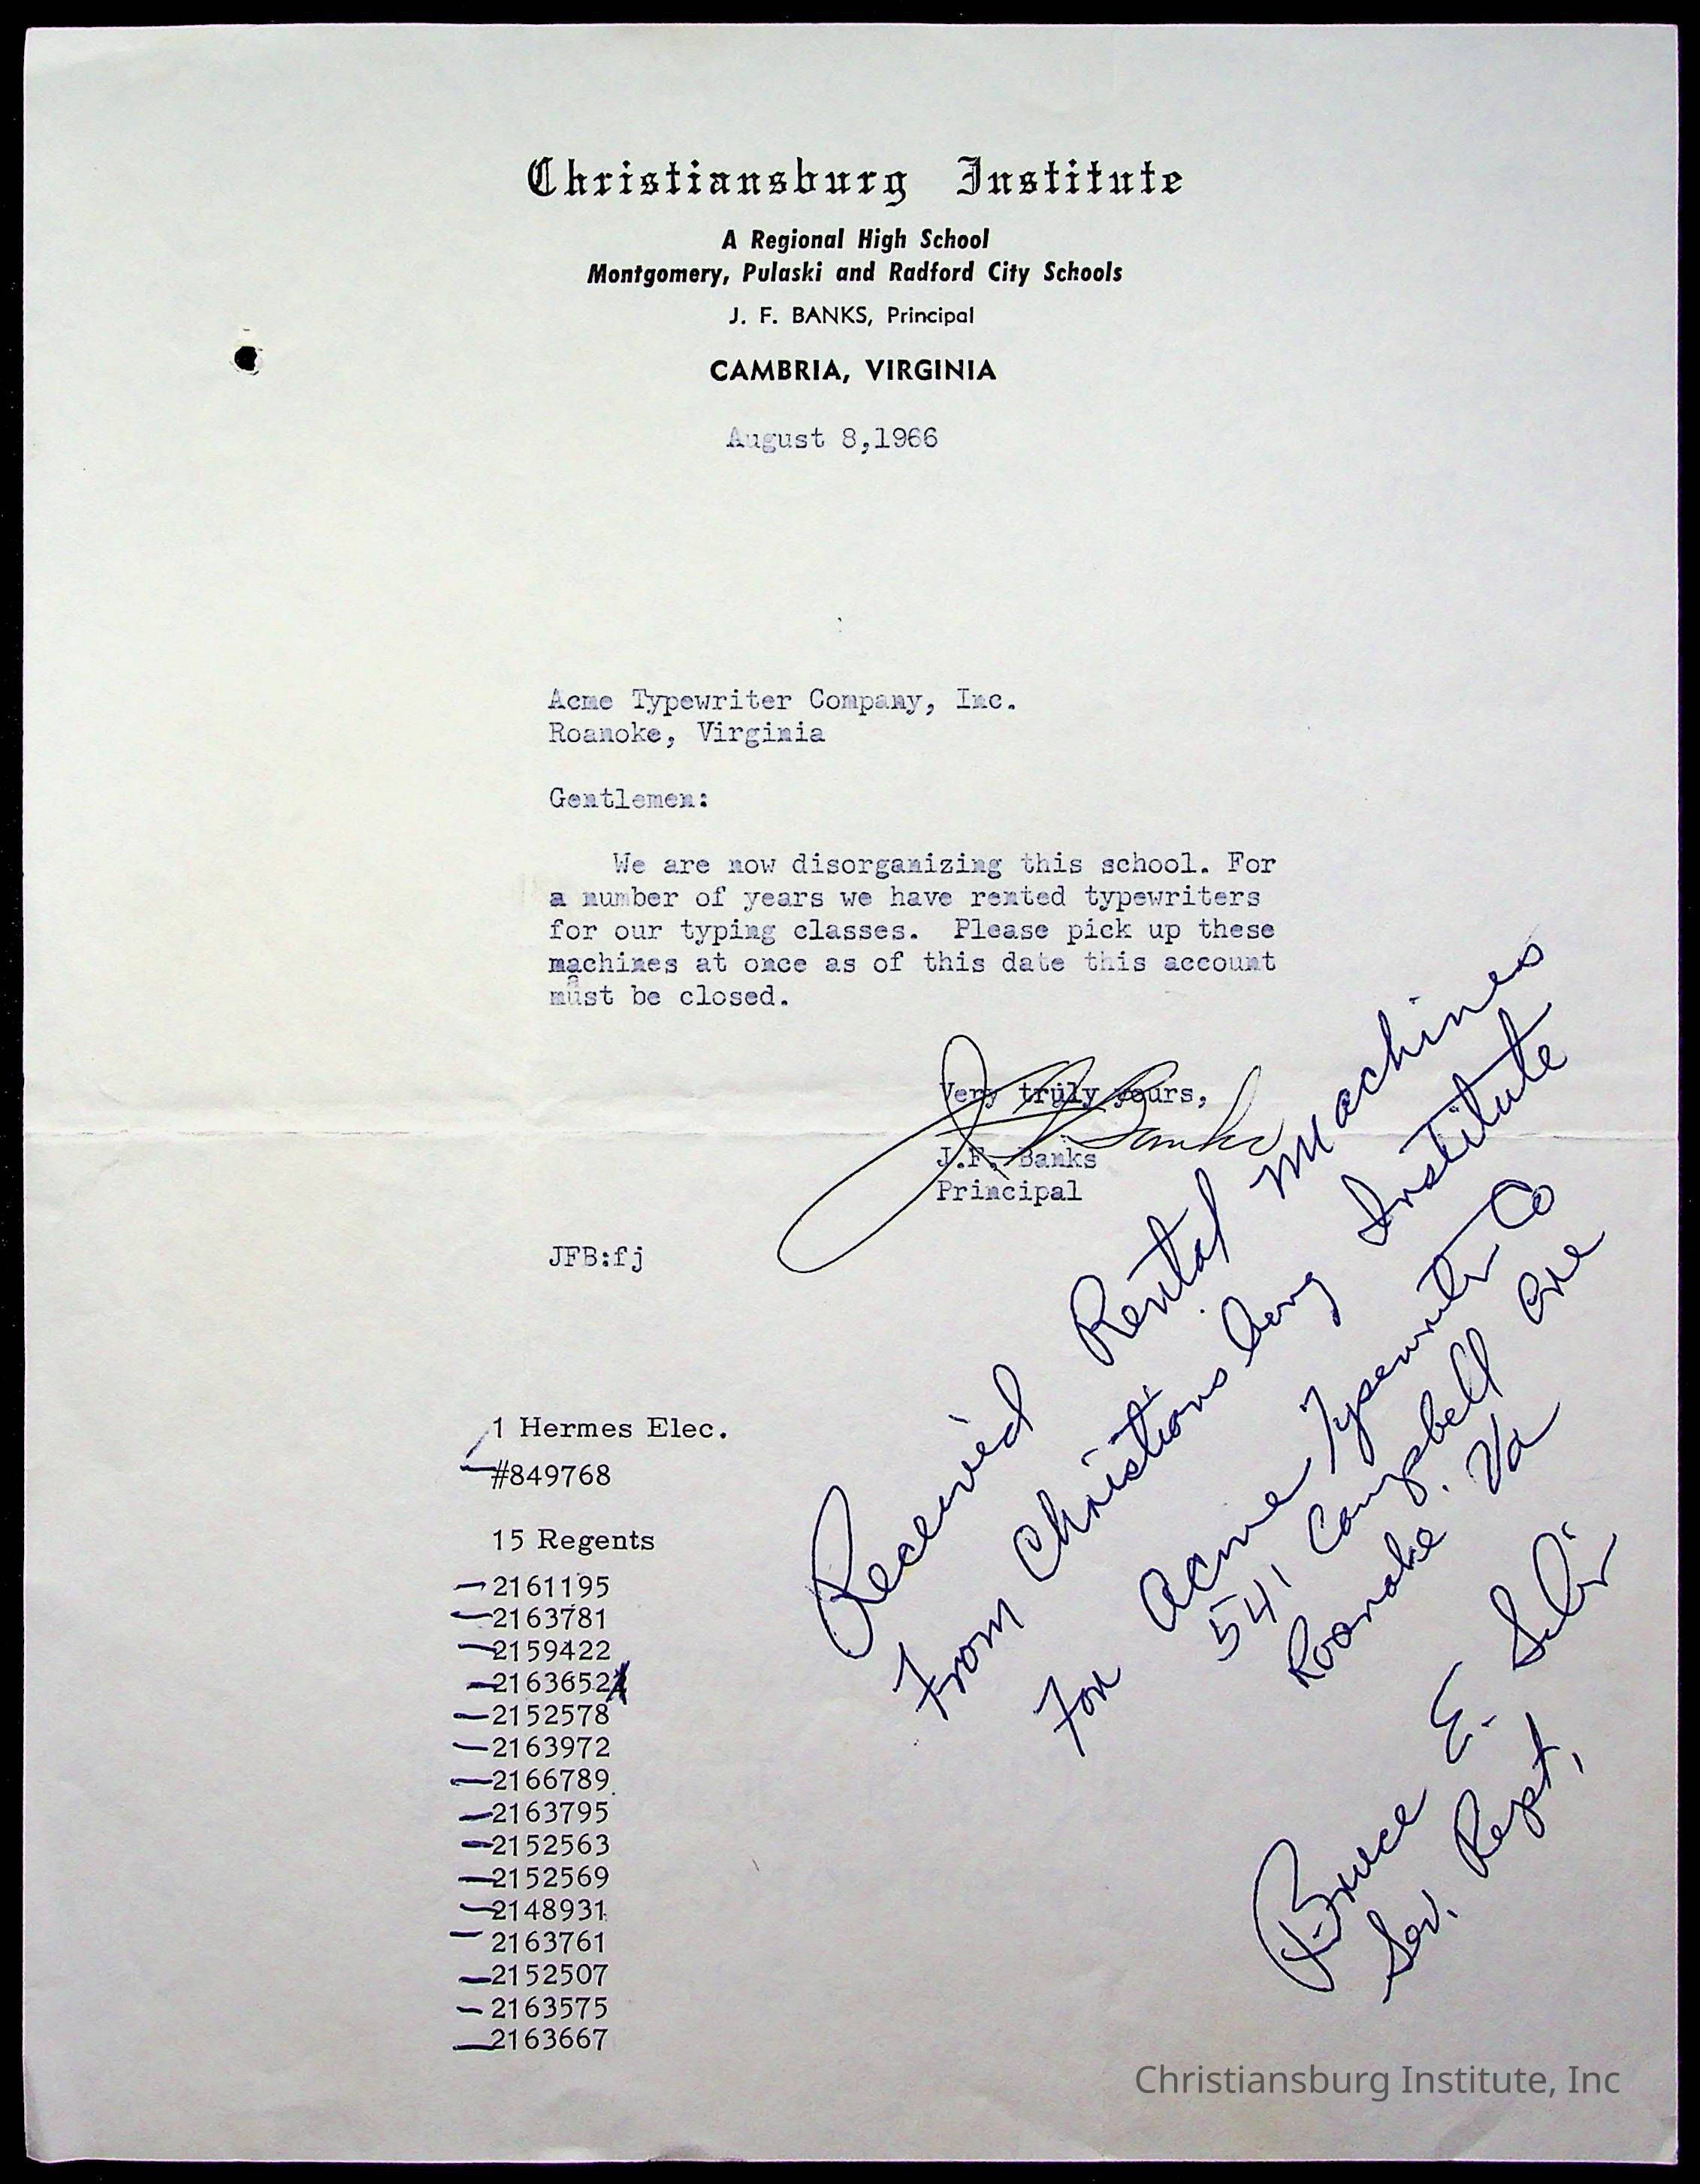 Christiansburg Institute
A Regional High School
Montgomery, Pulaski and Radford City Schools
J. F. BANKS, Principal
CAMBRIA, VIRGINIA
August 8,1966
Acme Typewriter Company, Inc.
Roanoke, Virginia
Gentlemen:
We are now disorganizing this school. For
a number of years we have rented typewriters
for our typing classes. Please pick up these
machines at once as of this date this account
must be closed.
Very truly yours,
J F Banks
J.F. Banks
Principal
JFB:fj
1 Hermes Elec.
#849768
15 Regents
2161195
2163781
2159422
2163652
2152578
2163972
2166789
2163795
2152563
2152569
2148931
2163761
2152507
2163575
2163667
Received Rental Machines
From Christiansburg Institute
For Acme Typewriter Co
541 Campbell Ave
Roanoke. Va
Bruce E.
Sev. Rept.
Christiansburg Institute, Inc